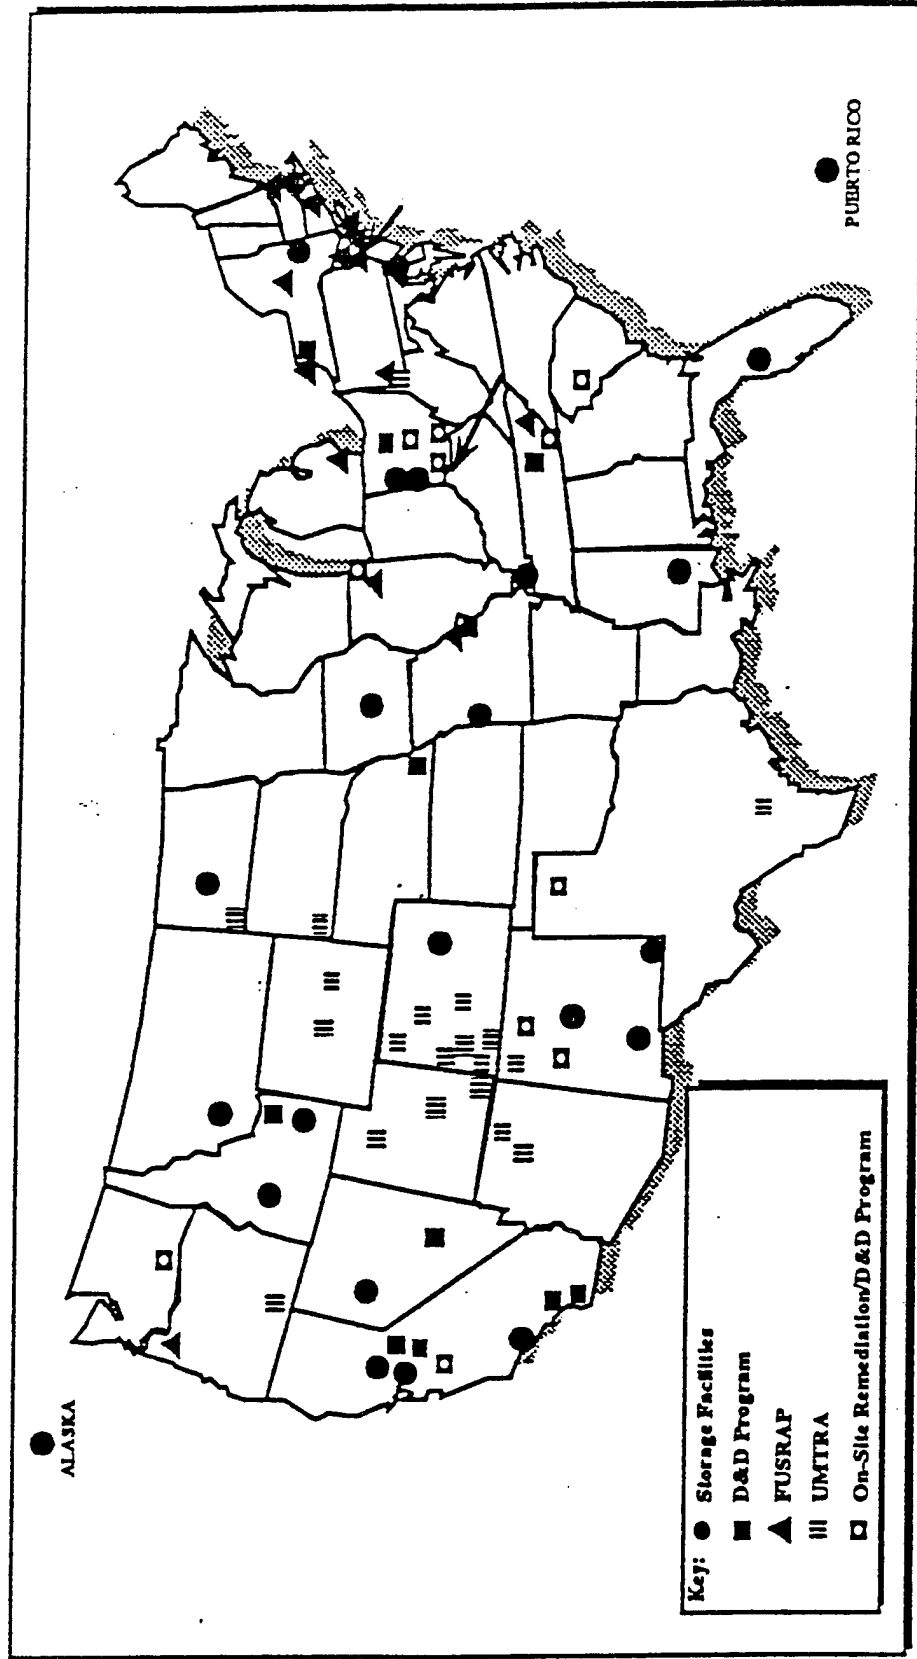 ALASKA
PUERTO RICO
Key: Storage Facilities
D&D Program
FUSRAP
UMTRA
On-Site Remediation/D&D Program